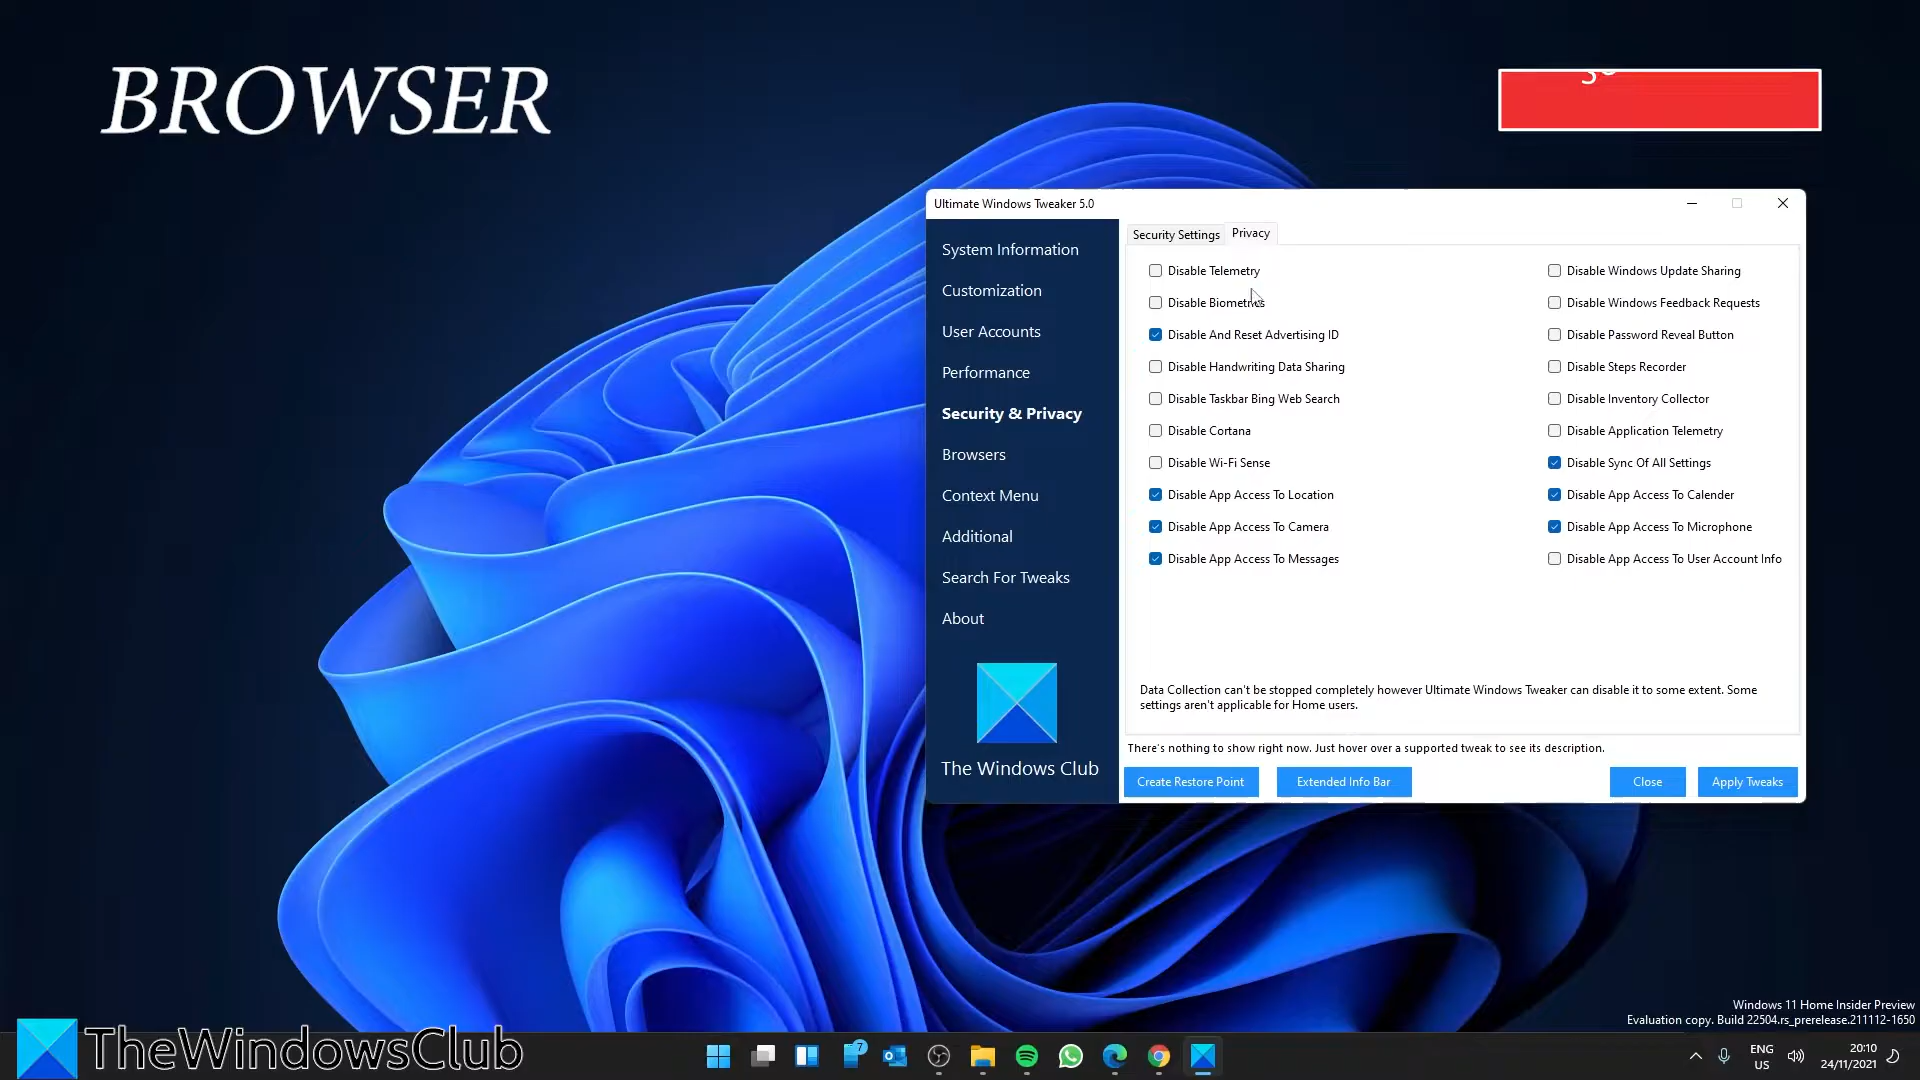 BROWSER
Ultimate Windows Tweaker 5.0
System Information
Customization
User Accounts
Performance
Security & Privacy
Browsers
Context Menu
Additional
Search For Tweaks
About
The Windows Club
Security Settings
Privacy
Disable Telemetry
Disable Biometrics
Disable And Reset Advertising ID
Disable Handwriting Data Sharing
Disable Taskbar Bing Web Search
Disable Cortana
Disable Wi-Fi Sense
Disable App Access To Location
Disable App Access To Camera
Disable App Access To Messages
Disable Windows Update Sharing
Disable Windows Feedback Requests
Disable Password Reveal Button
Disable Steps Recorder
Disable Inventory Collector
Disable Application Telemetry
Disable Sync Of All Settings
Disable App Access To Calender
Disable App Access To Microphone
Disable App Access To User Account Info
Data Collection can't be stopped completely however Ultimate Windows Tweaker can disable it to some extent. Some
settings aren't applicable for Home users.
There's nothing to show right now. Just hover over a supported tweak to see its description.
Create Restore Point
Extended Info Bar
Close
Apply Tweaks
Windows 11 Home Insider Preview
Evaluation copy. Build 22504.rs_prerelease.211112-1650
TheWindowsClub
7
ENG
US
20:10
24/11/2021